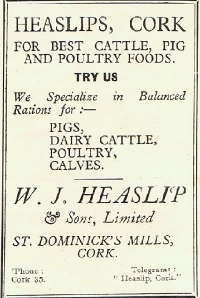 HEASLIPS, CORK
FOR BEST CATTLE, PIG
AND POULTRY FOODS.
TRY US
We Specialize in Balanced
Rations for :—
PIGS,
DAIRY CATTLE,
POULTRY,
CALVES.
W. J. HEASLIP
& Sons, Limited
ST. DOMINICK'S MILLS,
CORK.
'Phone :
Cork 35.
Telegrams :
"Heaslip, Cork."